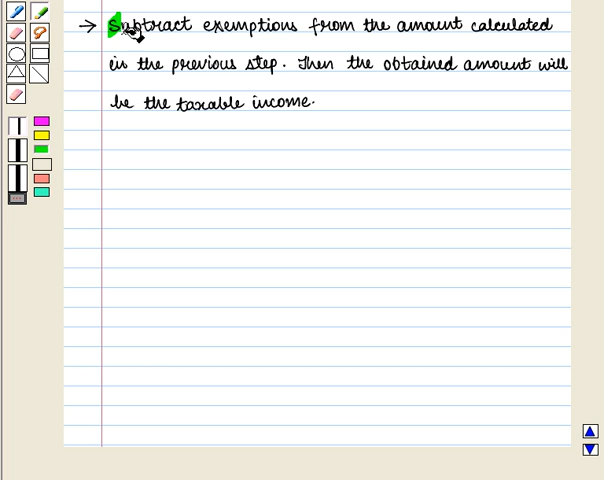 → Subtract exemptions from the amount calculated
in the previous step. Then the obtained amount will
be the taxable income.